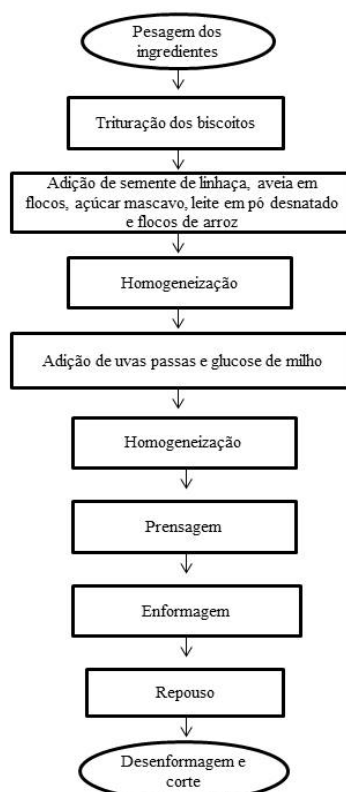 Pesagem dos
ingredientes
Trituração dos biscoitos
Adição de semente de linhaça, aveia em
flocos, açúcar mascavo, leite em pó desnatado
e flocos de arroz
Homogeneização
Adição de uvas passas e glucose de milho
Homogeneização
Prensagem
Enformagem
Repouso
Desenformagem e
corte